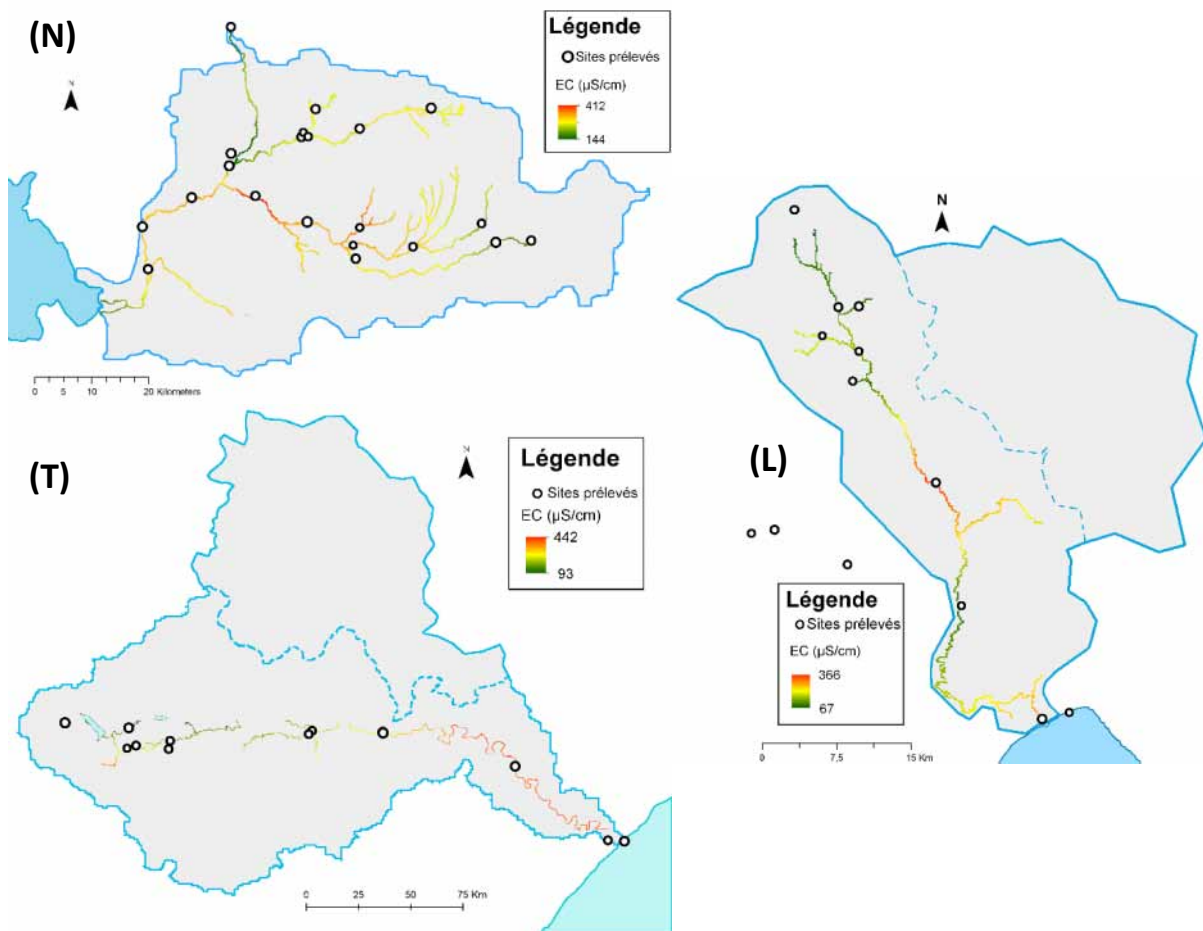 (N)
N
Légende
Sites prélevés
EC (µS/cm)
412
144
0 5 10 20 Kilometers
(T)
N
Légende
Sites prélevés
EC (µS/cm)
442
93
0 25 50 75 Km
(L)
N
Légende
Sites prélevés
EC (µS/cm)
366
67
0 7,5 15 Km